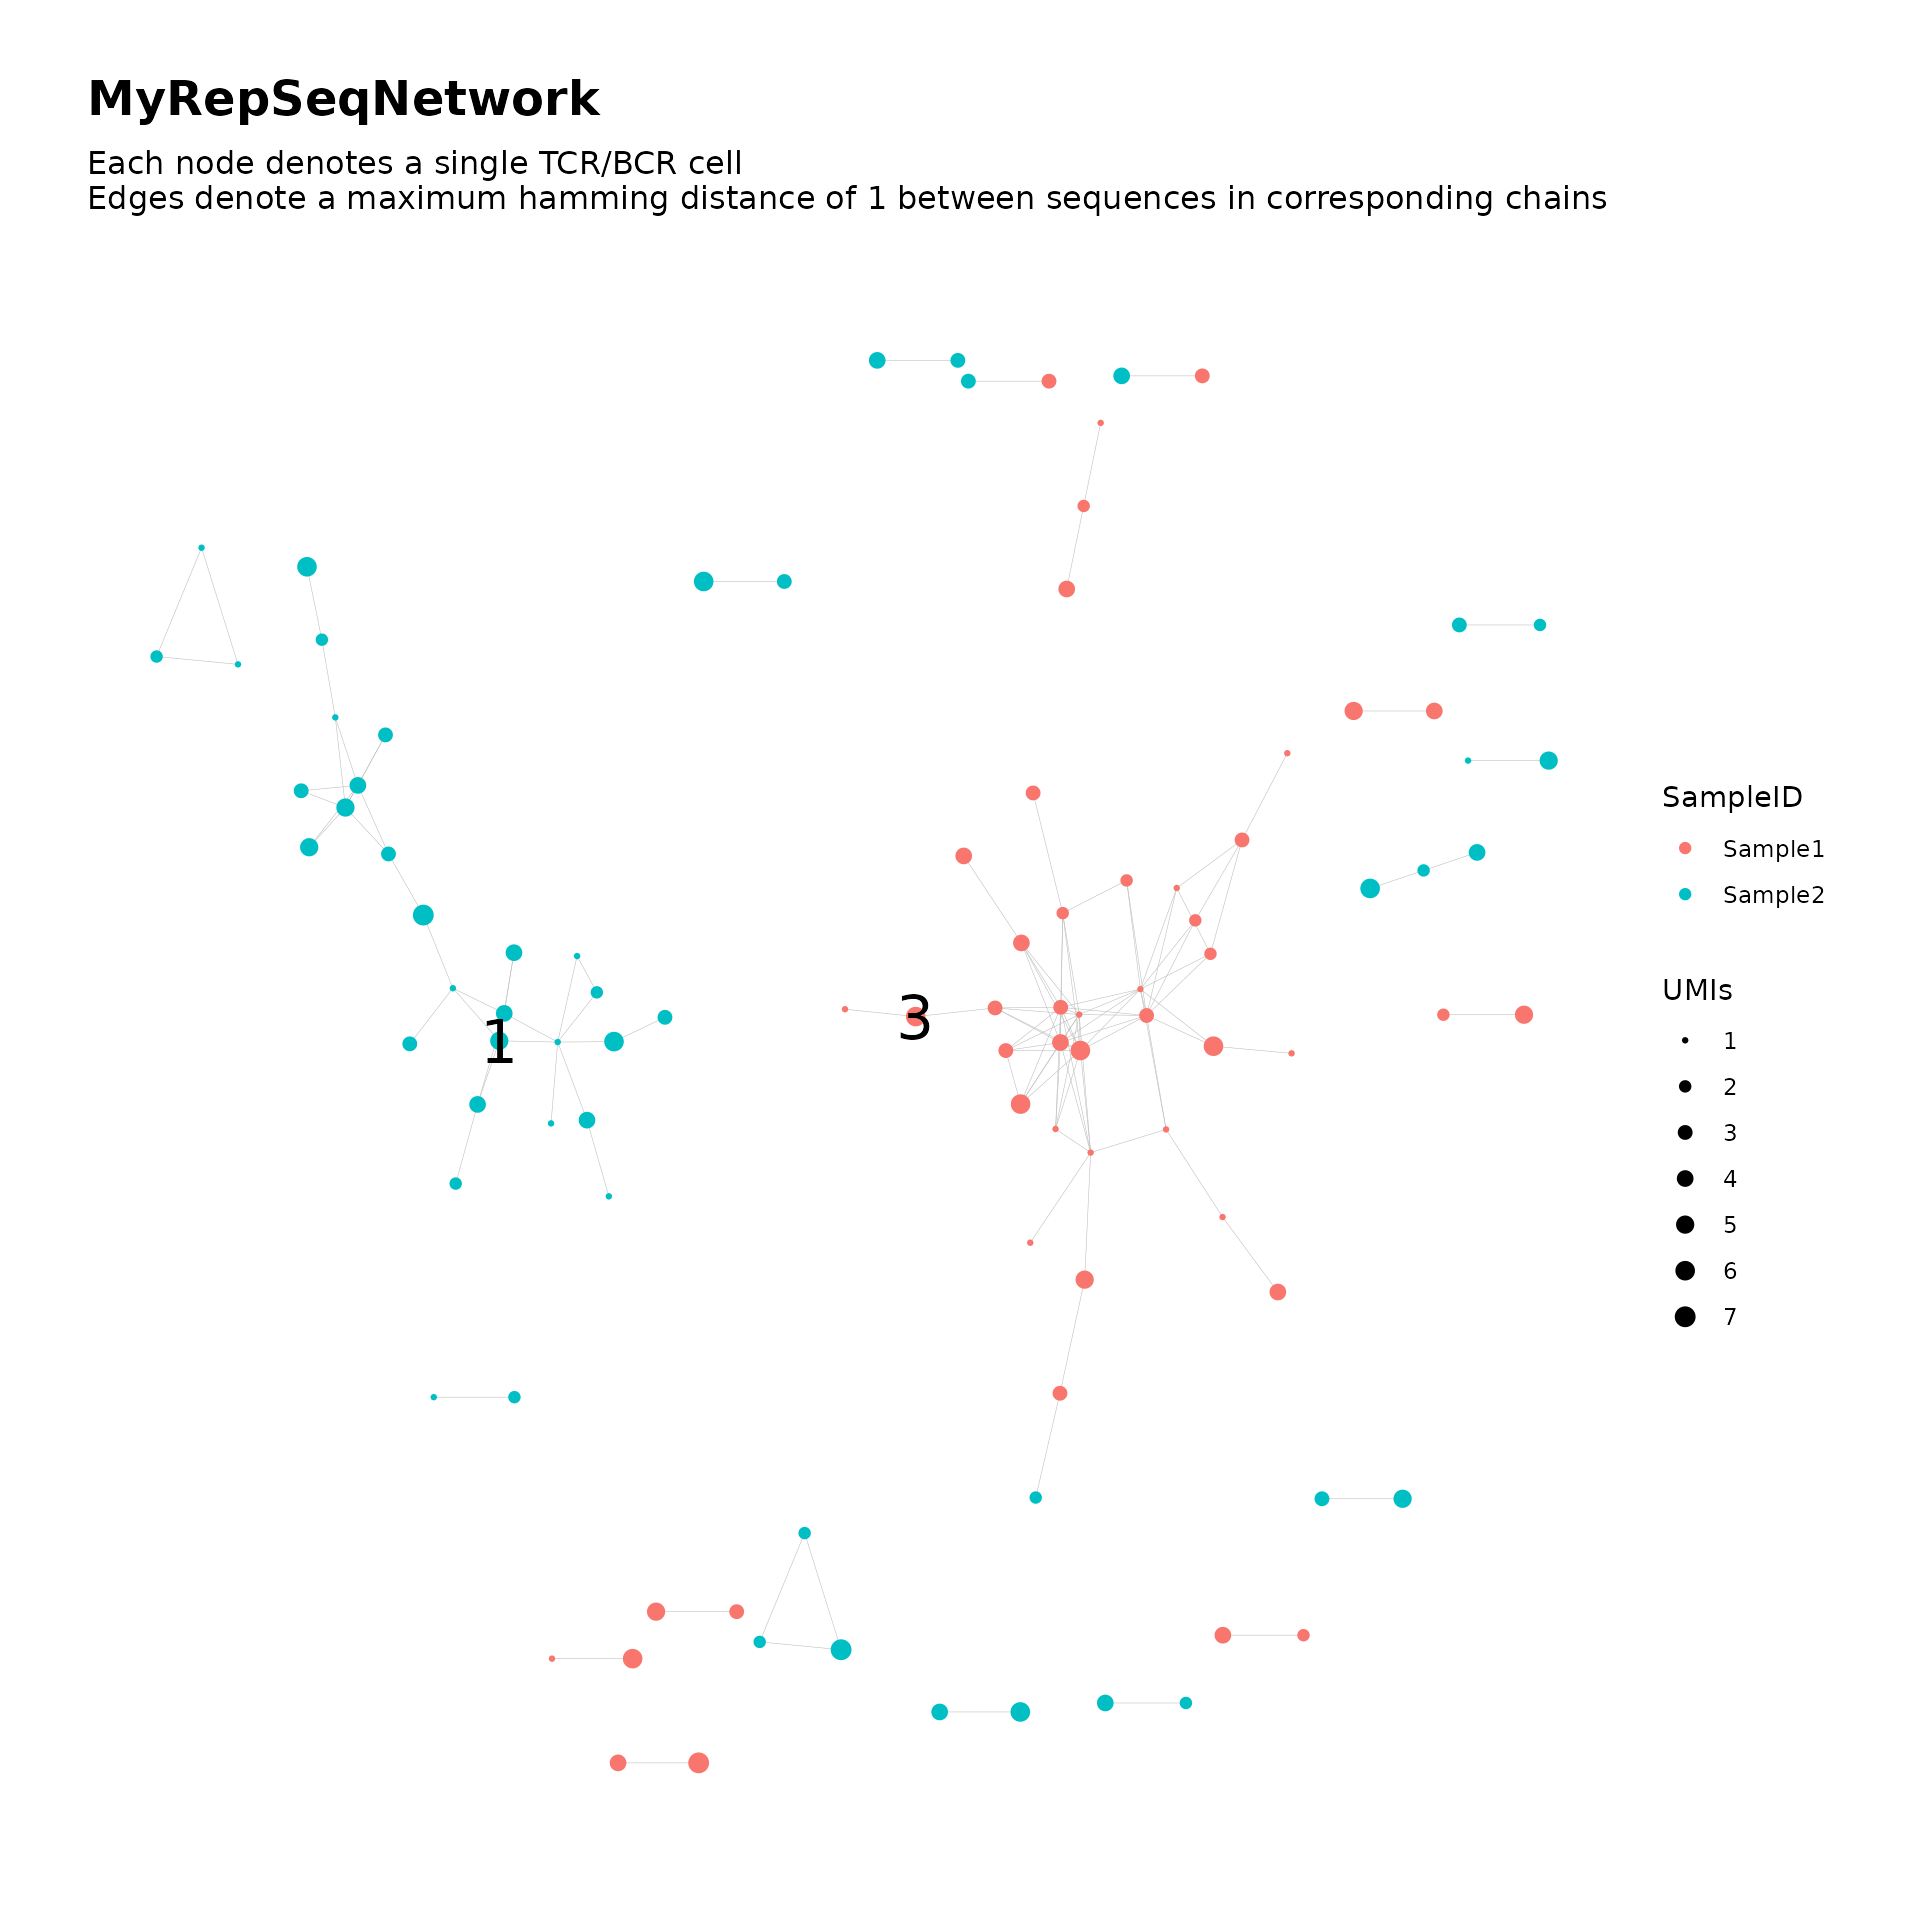 MyRepSeqNetwork
Each node denotes a single TCR/BCR cell
Edges denote a maximum hamming distance of 1 between sequences in corresponding chains
SampleID
Sample1
Sample2
3
1
UMIs
1
2
3
4
5
6
7